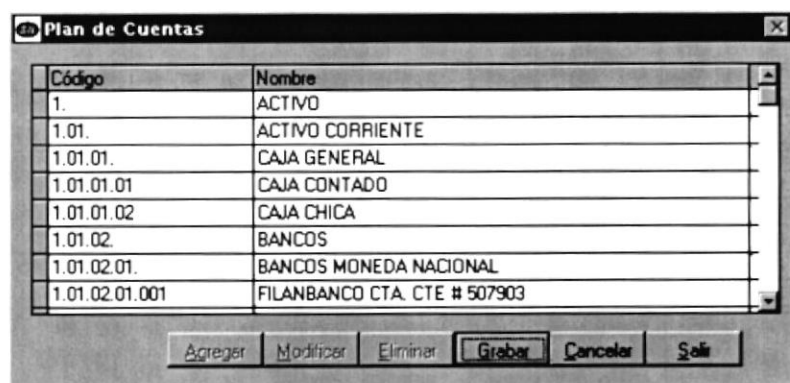 Plan de Cuentas
Código Nombre
1. ACTIVO
1.01. ACTIVO CORRIENTE
1.01.01. CAJA GENERAL
1.01.01.01 CAJA CONTADO
1.01.01.02 CAJA CHICA
1.01.02. BANCOS
1.01.02.01. BANCOS MONEDA NACIONAL
1.01.02.01.001 FILANBANCO CTA. CTE # 507903
Agregar Modificar Eliminar Grabar Cancelar Salir